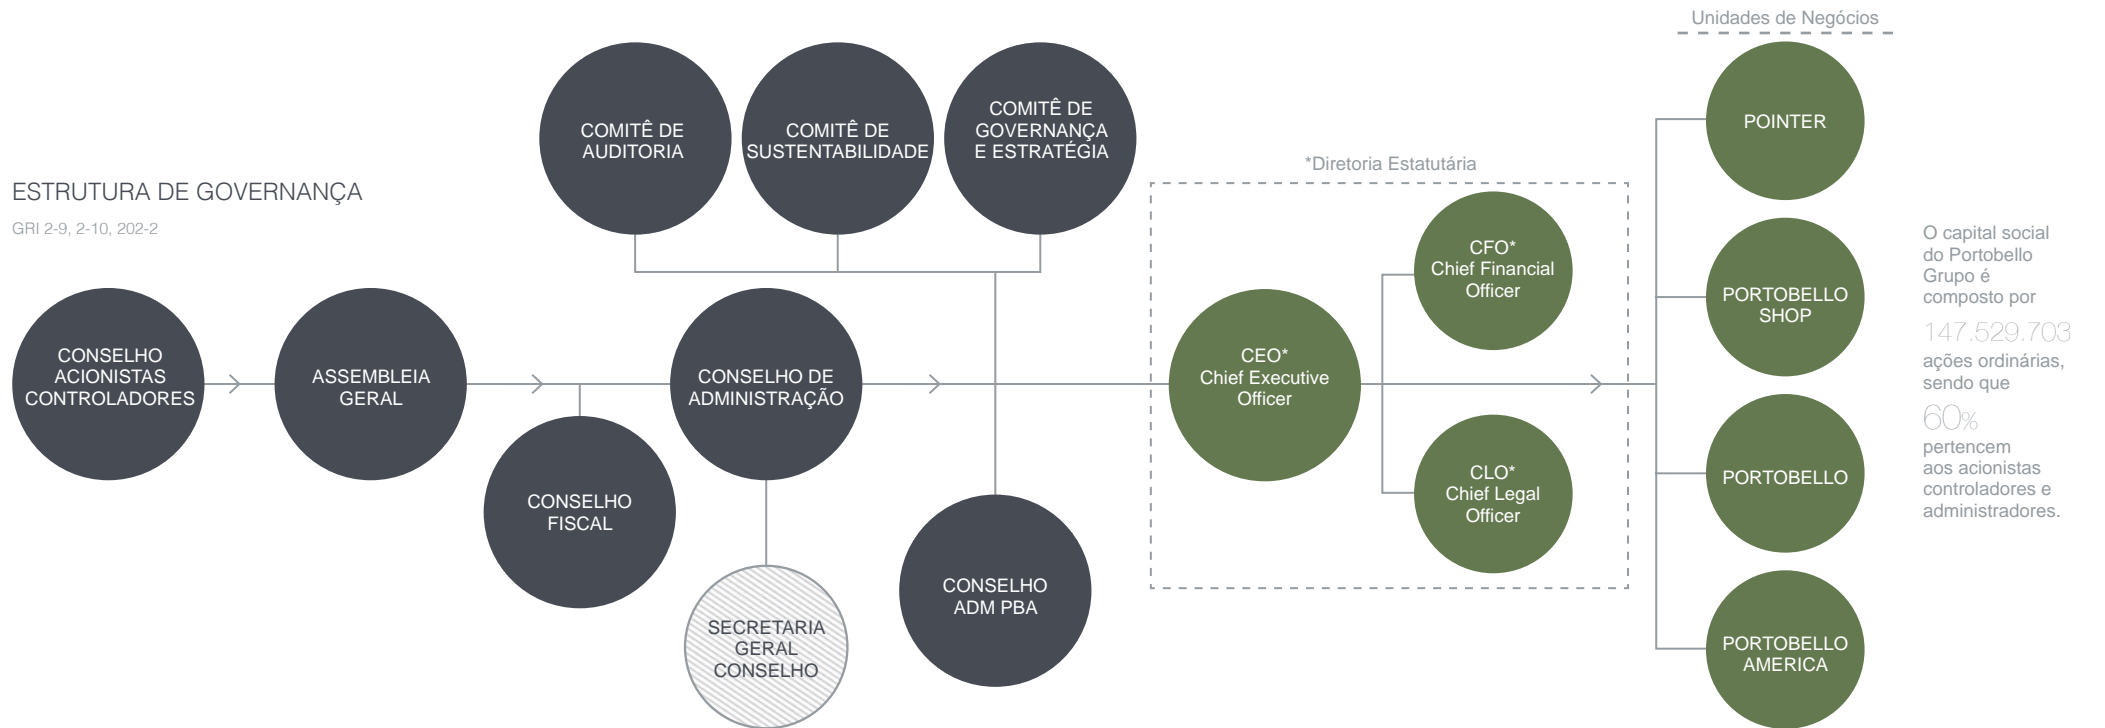 ESTRUTURA DE GOVERNANÇA
GRI 2-9, 2-10, 202-2
CONSELHO
ACIONISTAS
CONTROLADORES
ASSEMBLEIA
GERAL
CONSELHO
FISCAL
CONSELHO DE
ADMINISTRAÇÃO
SECRETARIA
GERAL
CONSELHO
COMITÊ DE
AUDITORIA
COMITÊ DE
SUSTENTABILIDADE
COMITÊ DE
GOVERNANÇA
E ESTRATÉGIA
CONSELHO
ADM PBA
*Diretoria Estatutária
CEO*
Chief Executive
Officer
CFO*
Chief Financial
Officer
CLO*
Chief Legal
Officer
Unidades de Negócios
POINTER
PORTOBELLO
SHOP
PORTOBELLO
PORTOBELLO
AMERICA
O capital social
do Portobello
Grupo é
composto por
147.529.703
ações ordinárias,
sendo que
60%
pertencem
aos acionistas
controladores e
administradores.